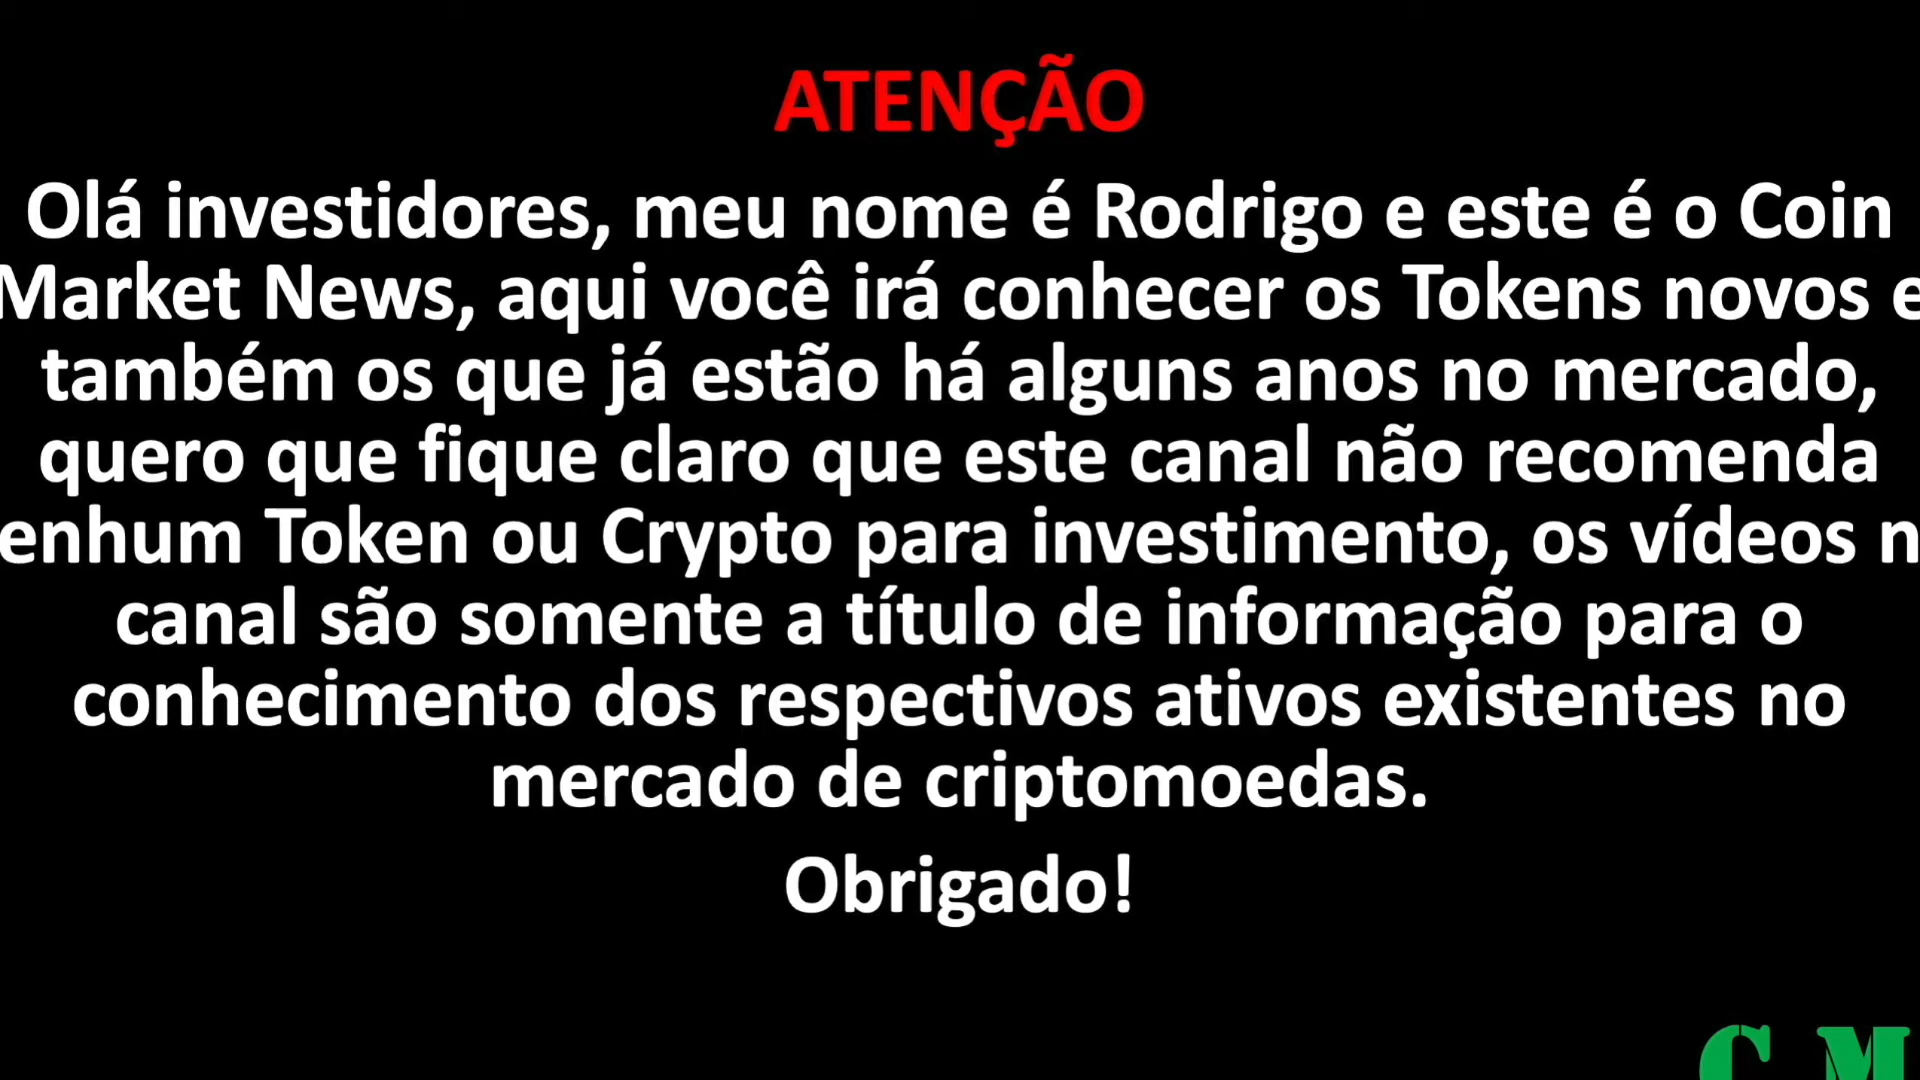 ATENÇÃO
Olá investidores, meu nome é Rodrigo e este é o Coin
Market News, aqui você irá conhecer os Tokens novos e
também os que já estão há alguns anos no mercado,
quero que fique claro que este canal não recomenda
enhum Token ou Crypto para investimento, os vídeos n
canal são somente a título de informação para o
conhecimento dos respectivos ativos existentes no
mercado de criptomoedas.
Obrigado!
C M